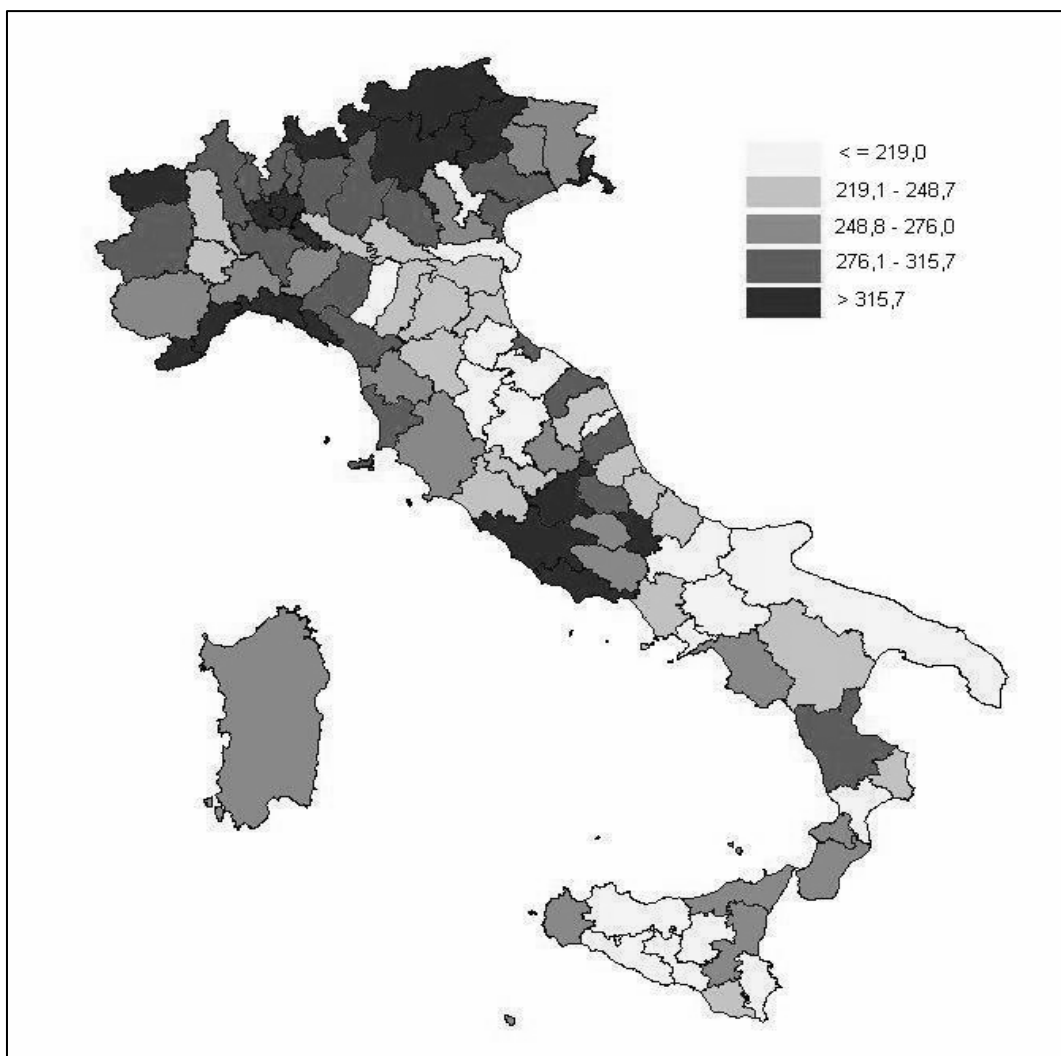 < = 219,0
219,1 - 248,7
248,8 - 276,0
276,1 - 315,7
> 315,7